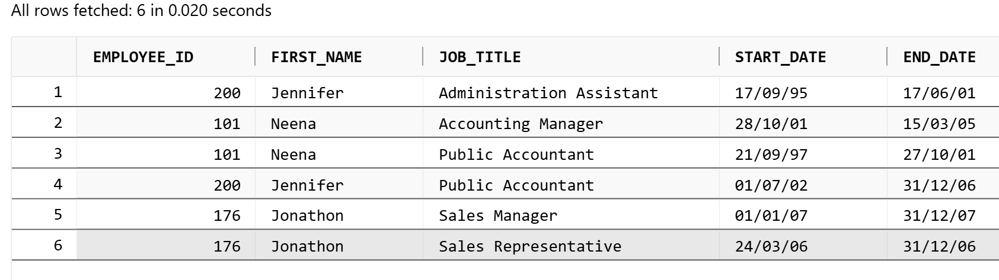 All rows fetched: 6 in 0.020 seconds
EMPLOYEE_ID FIRST_NAME JOB_TITLE START_DATE END_DATE
1 200 Jennifer Administration Assistant 17/09/95 17/06/01
2 101 Neena Accounting Manager 28/10/01 15/03/05
3 101 Neena Public Accountant 21/09/97 27/10/01
4 200 Jennifer Public Accountant 01/07/02 31/12/06
5 176 Jonathon Sales Manager 01/01/07 31/12/07
6 176 Jonathon Sales Representative 24/03/06 31/12/06